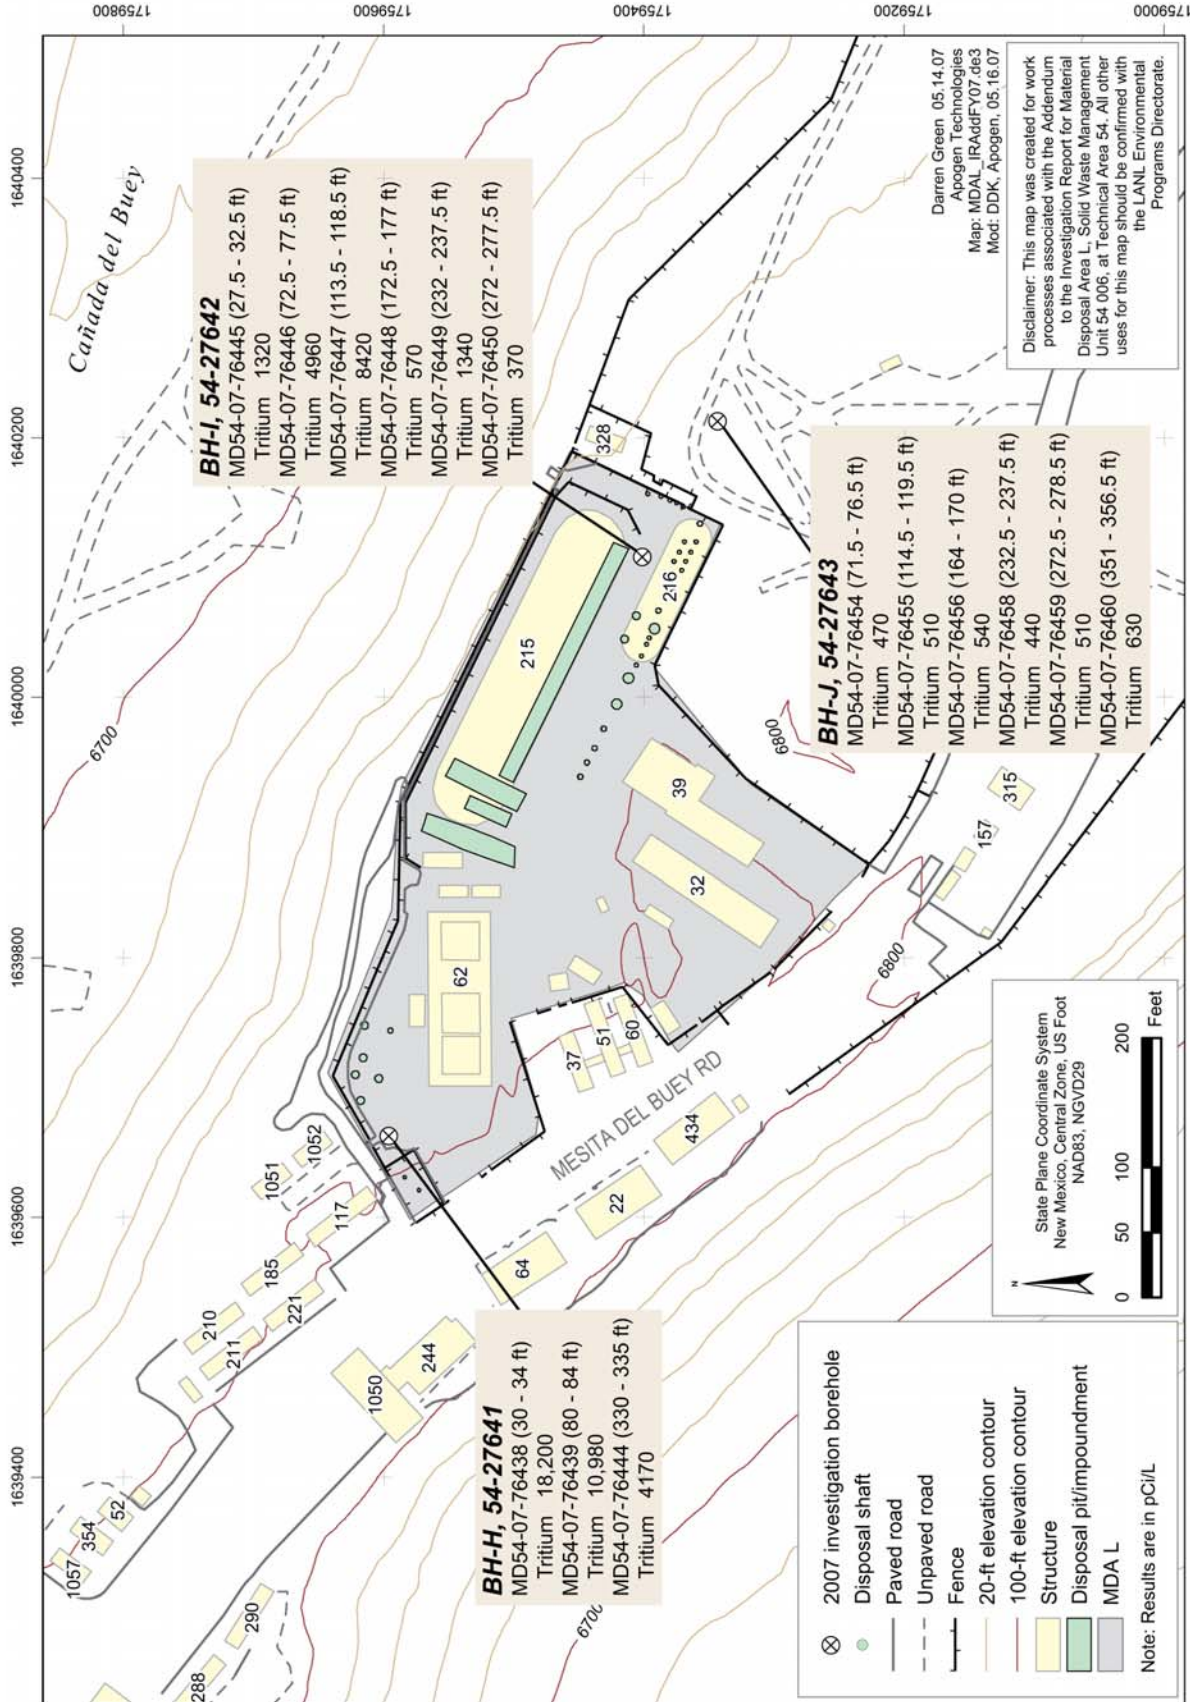 1639400
1639600
1639800
1640000
1640200
1640400
1759800
1759600
1759400
1759200
1759000
Cañada del Buey
6700
BH-I, 54-27642
MD54-07-76445 (27.5 - 32.5 ft)
Tritium 1320
MD54-07-76446 (72.5 - 77.5 ft)
Tritium 4960
MD54-07-76447 (113.5 - 118.5 ft)
Tritium 8420
MD54-07-76448 (172.5 - 177 ft)
Tritium 570
MD54-07-76449 (232 - 237.5 ft)
Tritium 1340
MD54-07-76450 (272 - 277.5 ft)
Tritium 370
1057
354
52
288
290
210
211
185
221
117
1051
1052
1050
244
64
22
434
MESITA DEL BUEY RD
37
51
60
62
32
39
215
216
328
6800
6800
157
315
6700
BH-H, 54-27641
MD54-07-76438 (30 - 34 ft)
Tritium 18,200
MD54-07-76439 (80 - 84 ft)
Tritium 10,980
MD54-07-76444 (330 - 335 ft)
Tritium 4170
BH-J, 54-27643
MD54-07-76454 (71.5 - 76.5 ft)
Tritium 470
MD54-07-76455 (114.5 - 119.5 ft)
Tritium 510
MD54-07-76456 (164 - 170 ft)
Tritium 540
MD54-07-76458 (232.5 - 237.5 ft)
Tritium 440
MD54-07-76459 (272.5 - 278.5 ft)
Tritium 510
MD54-07-76460 (351 - 356.5 ft)
Tritium 630
2007 investigation borehole
Disposal shaft
Paved road
Unpaved road
Fence
20-ft elevation contour
100-ft elevation contour
Structure
Disposal pit/impoundment
MDA L
Note: Results are in pCi/L
N
State Plane Coordinate System
New Mexico, Central Zone, US Foot
NAD83, NGVD29
0 50 100 200
Feet
Darren Green 05.14.07
Apogen Technologies
Map: MDAL_IRAddFY07.de3
Mod: DDK, Apogen, 05.16.07
Disclaimer: This map was created for work
processes associated with the Addendum
to the Investigation Report for Material
Disposal Area L, Solid Waste Management
Unit 54 006, at Technical Area 54. All other
uses for this map should be confirmed with
the LANL Environmental
Programs Directorate.